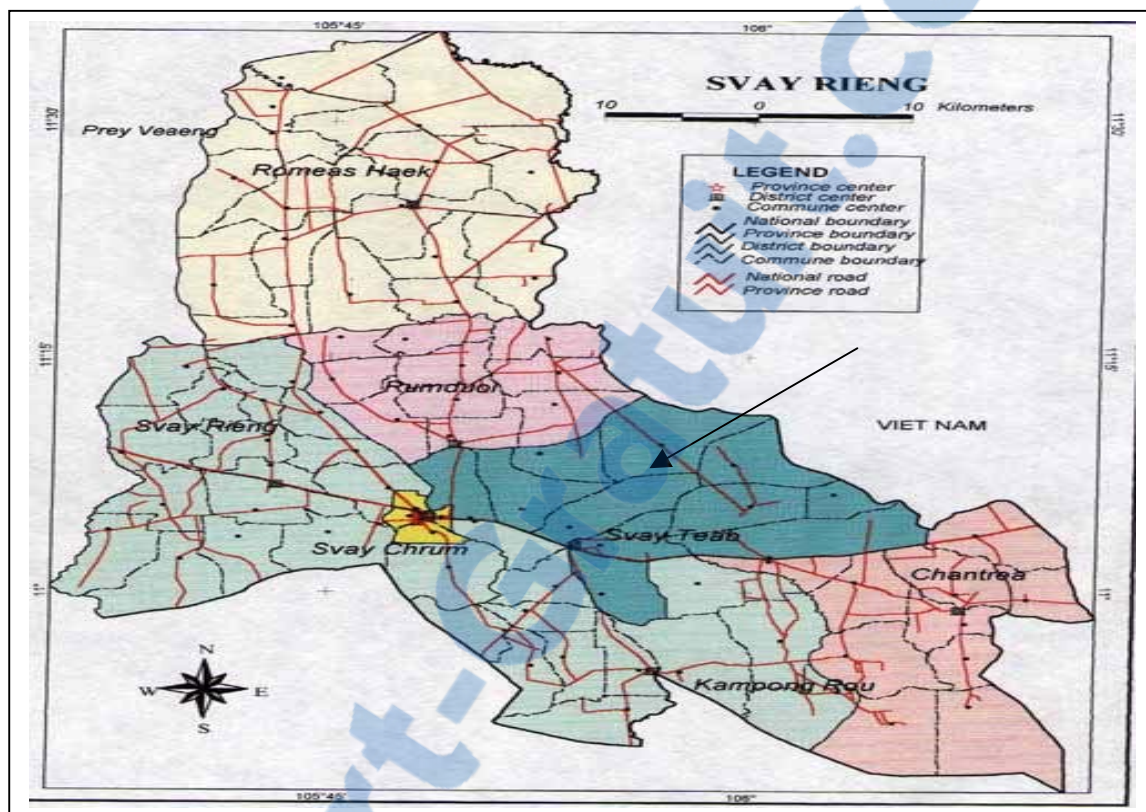 105°45'
106°
SVAY RIENG
10 0 10 Kilometers
11°30
11°30
Prey Veaeng
Romeas Haek
LEGEND
Province center
District center
Commune center
National boundary
Province boundary
District boundary
Commune boundary
National road
Province road
11°15
11°15
Rumduol
Svay Rieng
VIET NAM
Svay Chrum
Svay Teab
Chantrea
11°
11°
Kampong Rou
N
W E
S
105°45'
106°